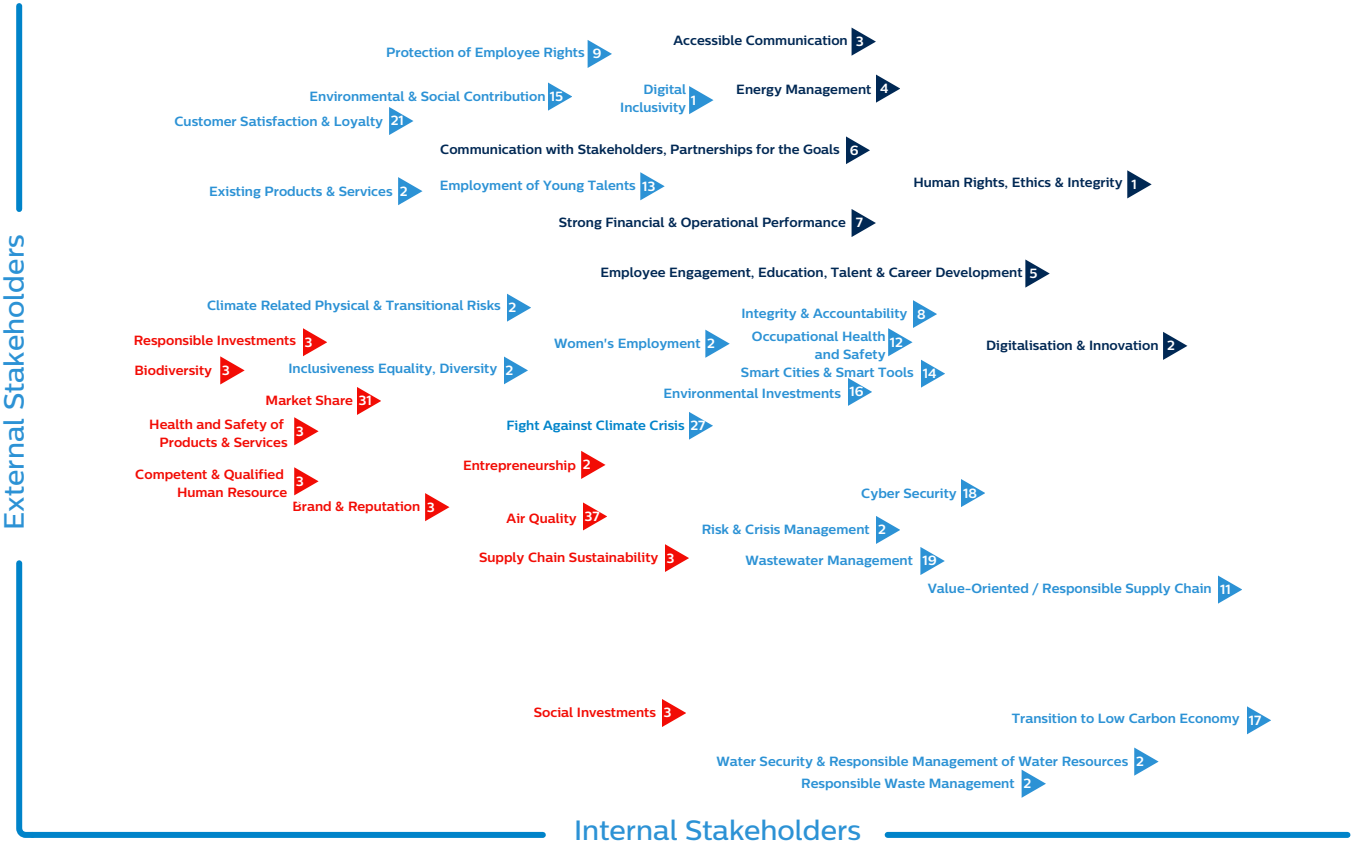 Accessible Communication 3
Protection of Employee Rights 9
Digital
Inclusivity 1
Energy Management 4
Environmental & Social Contribution 15
Customer Satisfaction & Loyalty 21
Communication with Stakeholders, Partnerships for the Goals 6
Existing Products & Services 2
Employment of Young Talents 13
Human Rights, Ethics & Integrity 1
Strong Financial & Operational Performance 7
Employee Engagement, Education, Talent & Career Development 5
Climate Related Physical & Transitional Risks 2
Integrity & Accountability 8
Responsible Investments 3
Women's Employment 2
Occupational Health
and Safety 12
Digitalisation & Innovation 2
Biodiversity 3
Inclusiveness Equality, Diversity 2
Smart Cities & Smart Tools 14
Environmental Investments 16
Market Share 31
Health and Safety of
Products & Services 3
Fight Against Climate Crisis 27
Entrepreneurship 2
Competent & Qualified
Human Resource 3
Brand & Reputation 3
Cyber Security 18
Air Quality 37
Risk & Crisis Management 2
Supply Chain Sustainability 3
Wastewater Management 19
Value-Oriented / Responsible Supply Chain 11
Social Investments 3
Transition to Low Carbon Economy 17
Water Security & Responsible Management of Water Resources 2
Responsible Waste Management 2
External Stakeholders
Internal Stakeholders